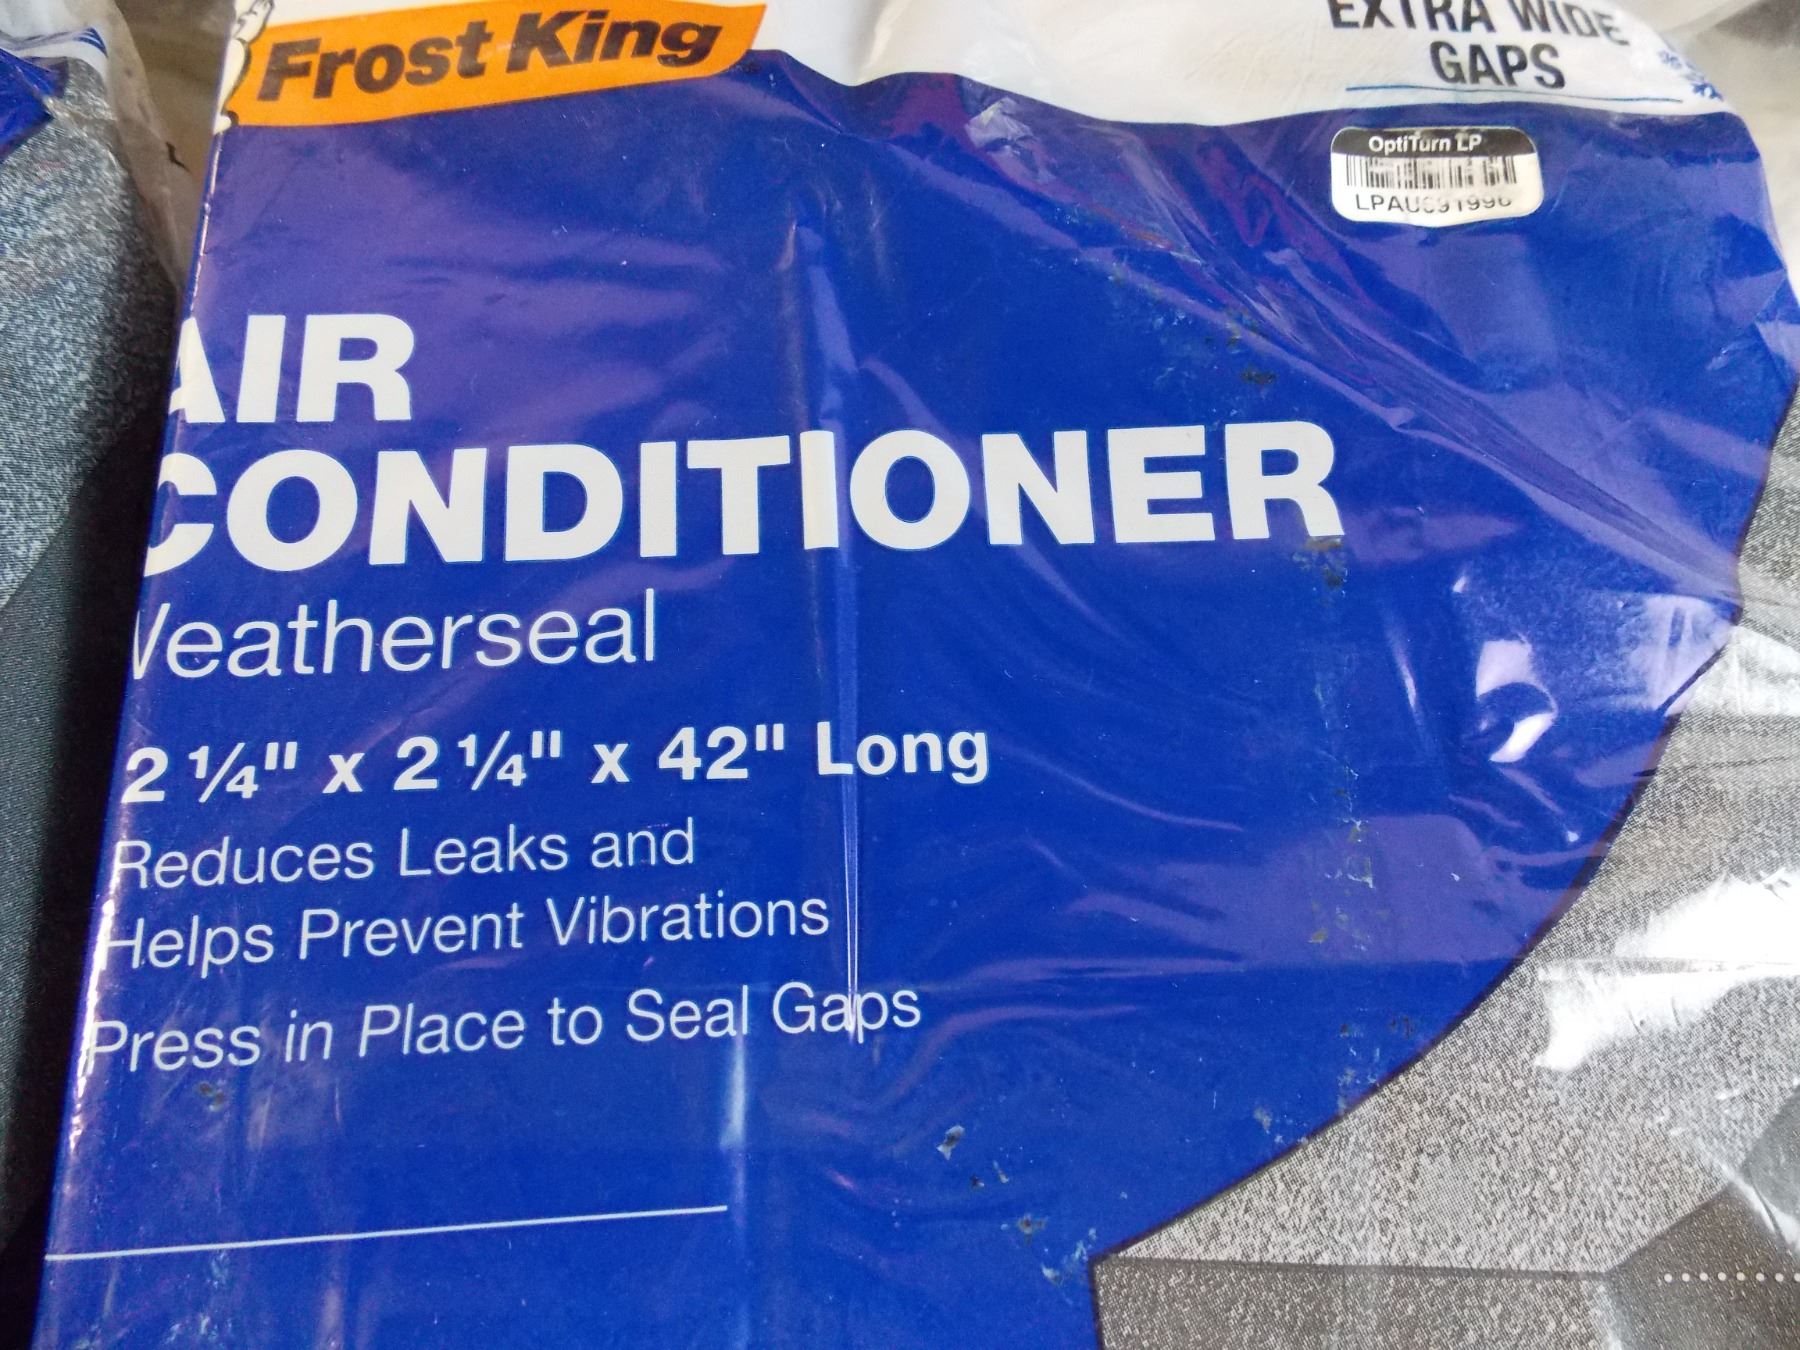 Frost King
EXTRA WIDE
GAPS
OptiTurn LP
AIR
CONDITIONER
Weatherseal
2 ¼" x 2 ¼" x 42" Long
Reduces Leaks and
Helps Prevent Vibrations
Press in Place to Seal Gaps